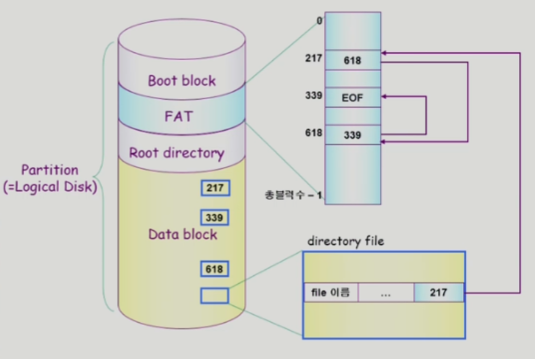 Boot block
FAT
Root directory
Partition
(=Logical Disk)
217
339
Data block
618
0
217
618
339
EOF
618
339
총블럭수 – 1
directory file
file 이름
...
217